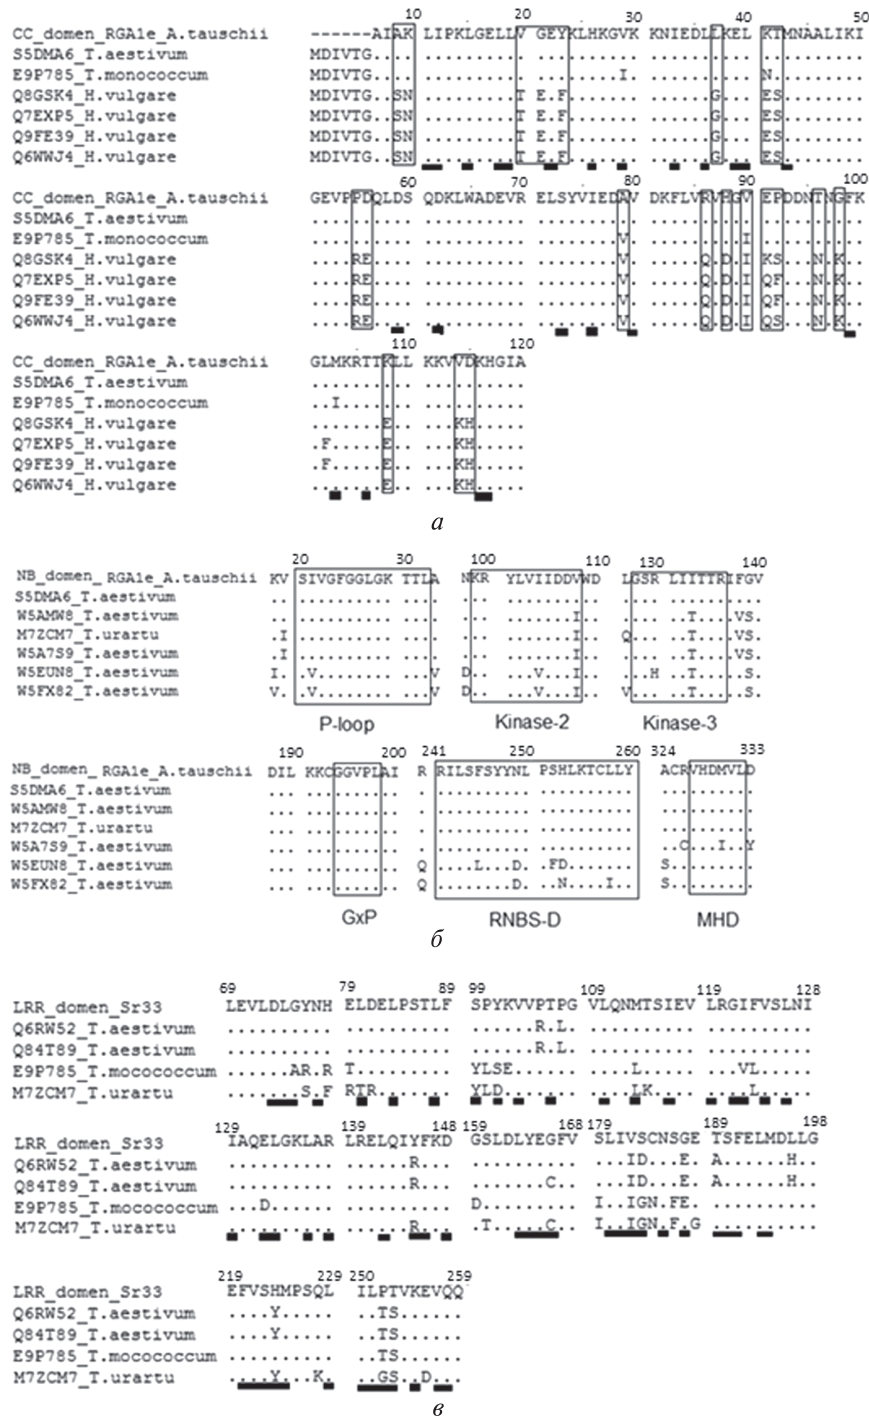 10 20 30 40 50
CC_domen_RGA1e_A.tauschii ------AIAKLIPKLGELIV GEYKLHKGVK KNIEDLLKEL KTMNAALIKI
S5DMA6_T.aestivum MDIVTG....
E9P785_T.monococcum MDIVTG.... I N
Q8GSK4_H.vulgare MDIVTG..SN T E.F G ES
Q7EXP5_H.vulgare MDIVTG..SN T E.F G ES
Q9FE39_H.vulgare MDIVTG..SN T E.F G ES
Q6WWJ4_H.vulgare MDIVTG..SN T E.F G ES
60 70 80 90 100
CC_domen_RGA1e_A.tauschii GEVPPDQLDS QDKLWADEVR ELSYVIEDAV DKFLVRVHGV EPDDNTNGFK
S5DMA6_T.aestivum
E9P785_T.monococcum V I
Q8GSK4_H.vulgare RE V Q.D.I KS N.K
Q7EXP5_H.vulgare RE V Q.D.I QF N.K
Q9FE39_H.vulgare RE V Q.D.I QF N.K
Q6WWJ4_H.vulgare RE V Q.D.I QS N.K
110 120
CC_domen_RGA1e_A.tauschii GLMKRTTKLL KKVVDKHGIA
S5DMA6_T.aestivum
E9P785_T.monococcum ..I.......
Q8GSK4_H.vulgare .......E.. ....KH....
Q7EXP5_H.vulgare .F.....E.. ....KH....
Q9FE39_H.vulgare .F.....E.. ....KH....
Q6WWJ4_H.vulgare .......E.. ....KH....
а
20 30 100 110 130 140
NB_domen_RGA1e_A.tauschii KV SIVGFGGLGK TTLA NKR YLVIIDDVWD LGSR LIITTRIFGV
S5DMA6_T.aestivum
W5AMW8_T.aestivum I T VS.
M7ZCM7_T.urartu .I I Q T VS.
W5A7S9_T.aestivum .I I T VS.
W5EUN8_T.aestivum I. ..V V D.. V I H T S.
W5FX82_T.aestivum V. ..V V D.. V I V T S.
P-loop Kinase-2 Kinase-3
190 200 241 250 260 324 333
NB_domen_RGA1e_A.tauschii DIL KKCGGVPLAI R RILSFSYYNL PSHLKTCLLY ACRVHDMVLD
S5DMA6_T.aestivum
W5AMW8_T.aestivum
M7ZCM7_T.urartu
W5A7S9_T.aestivum C I Y
W5EUN8_T.aestivum Q L D FD S
W5FX82_T.aestivum Q D N I S
GxP RNBS-D MHD
б
69 79 89 99 109 119 128
LRR_domen_Sr33 LEVLDLGYNH ELDELPSTLF SPYKVVPTPG VLQNMTSIEV LRGIFVSLNI
Q6RW52_T.aestivum R.L
Q84T89_T.aestivum R.L
E9P785_T.mocococcum AR.R T YLSE L VL
M7ZCM7_T.urartu S.F RTR YLD LK L
129 139 148 159 168 179 189 198
LRR_domen_Sr33 IAQELGKLAR LRELQIYFKD GSLDLYEGFV SLIVSCNSGE TSFELMDLLG
Q6RW52_T.aestivum R ID E A H
Q84T89_T.aestivum R C ID E A H
E9P785_T.mocococcum D D I IGN.FE
M7ZCM7_T.urartu R T C I IGN.F.G
219 229 250 259
LRR_domen_Sr33 EFVSHMPSQL ILPTVKEVQQ
Q6RW52_T.aestivum ....Y..... ..TS......
Q84T89_T.aestivum ....Y..... ..TS......
E9P785_T.mocococcum .......... ..TS......
M7ZCM7_T.urartu ....Y...K. ..GS..D...
в